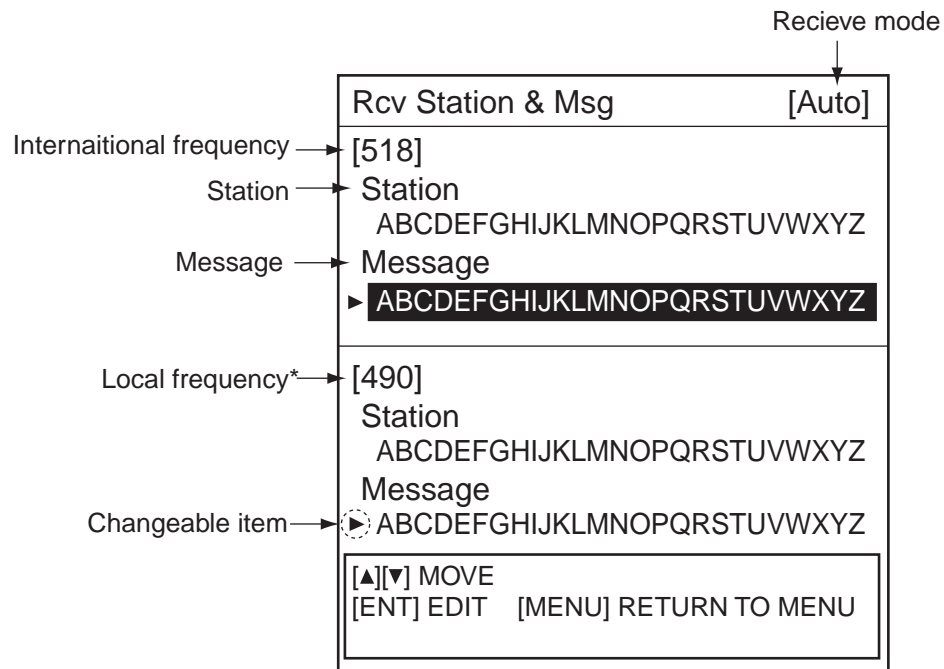 Recieve mode
Rcv Station & Msg [Auto]
Internaitional frequency [518]
Station Station
ABCDEFGHIJKLMNOPQRSTUVWXYZ
Message Message
▶ ABCDEFGHIJKLMNOPQRSTUVWXYZ
Local frequency* [490]
Station
ABCDEFGHIJKLMNOPQRSTUVWXYZ
Message
Changeable item ▶ ABCDEFGHIJKLMNOPQRSTUVWXYZ
[▲][▼] MOVE
[ENT] EDIT [MENU] RETURN TO MENU